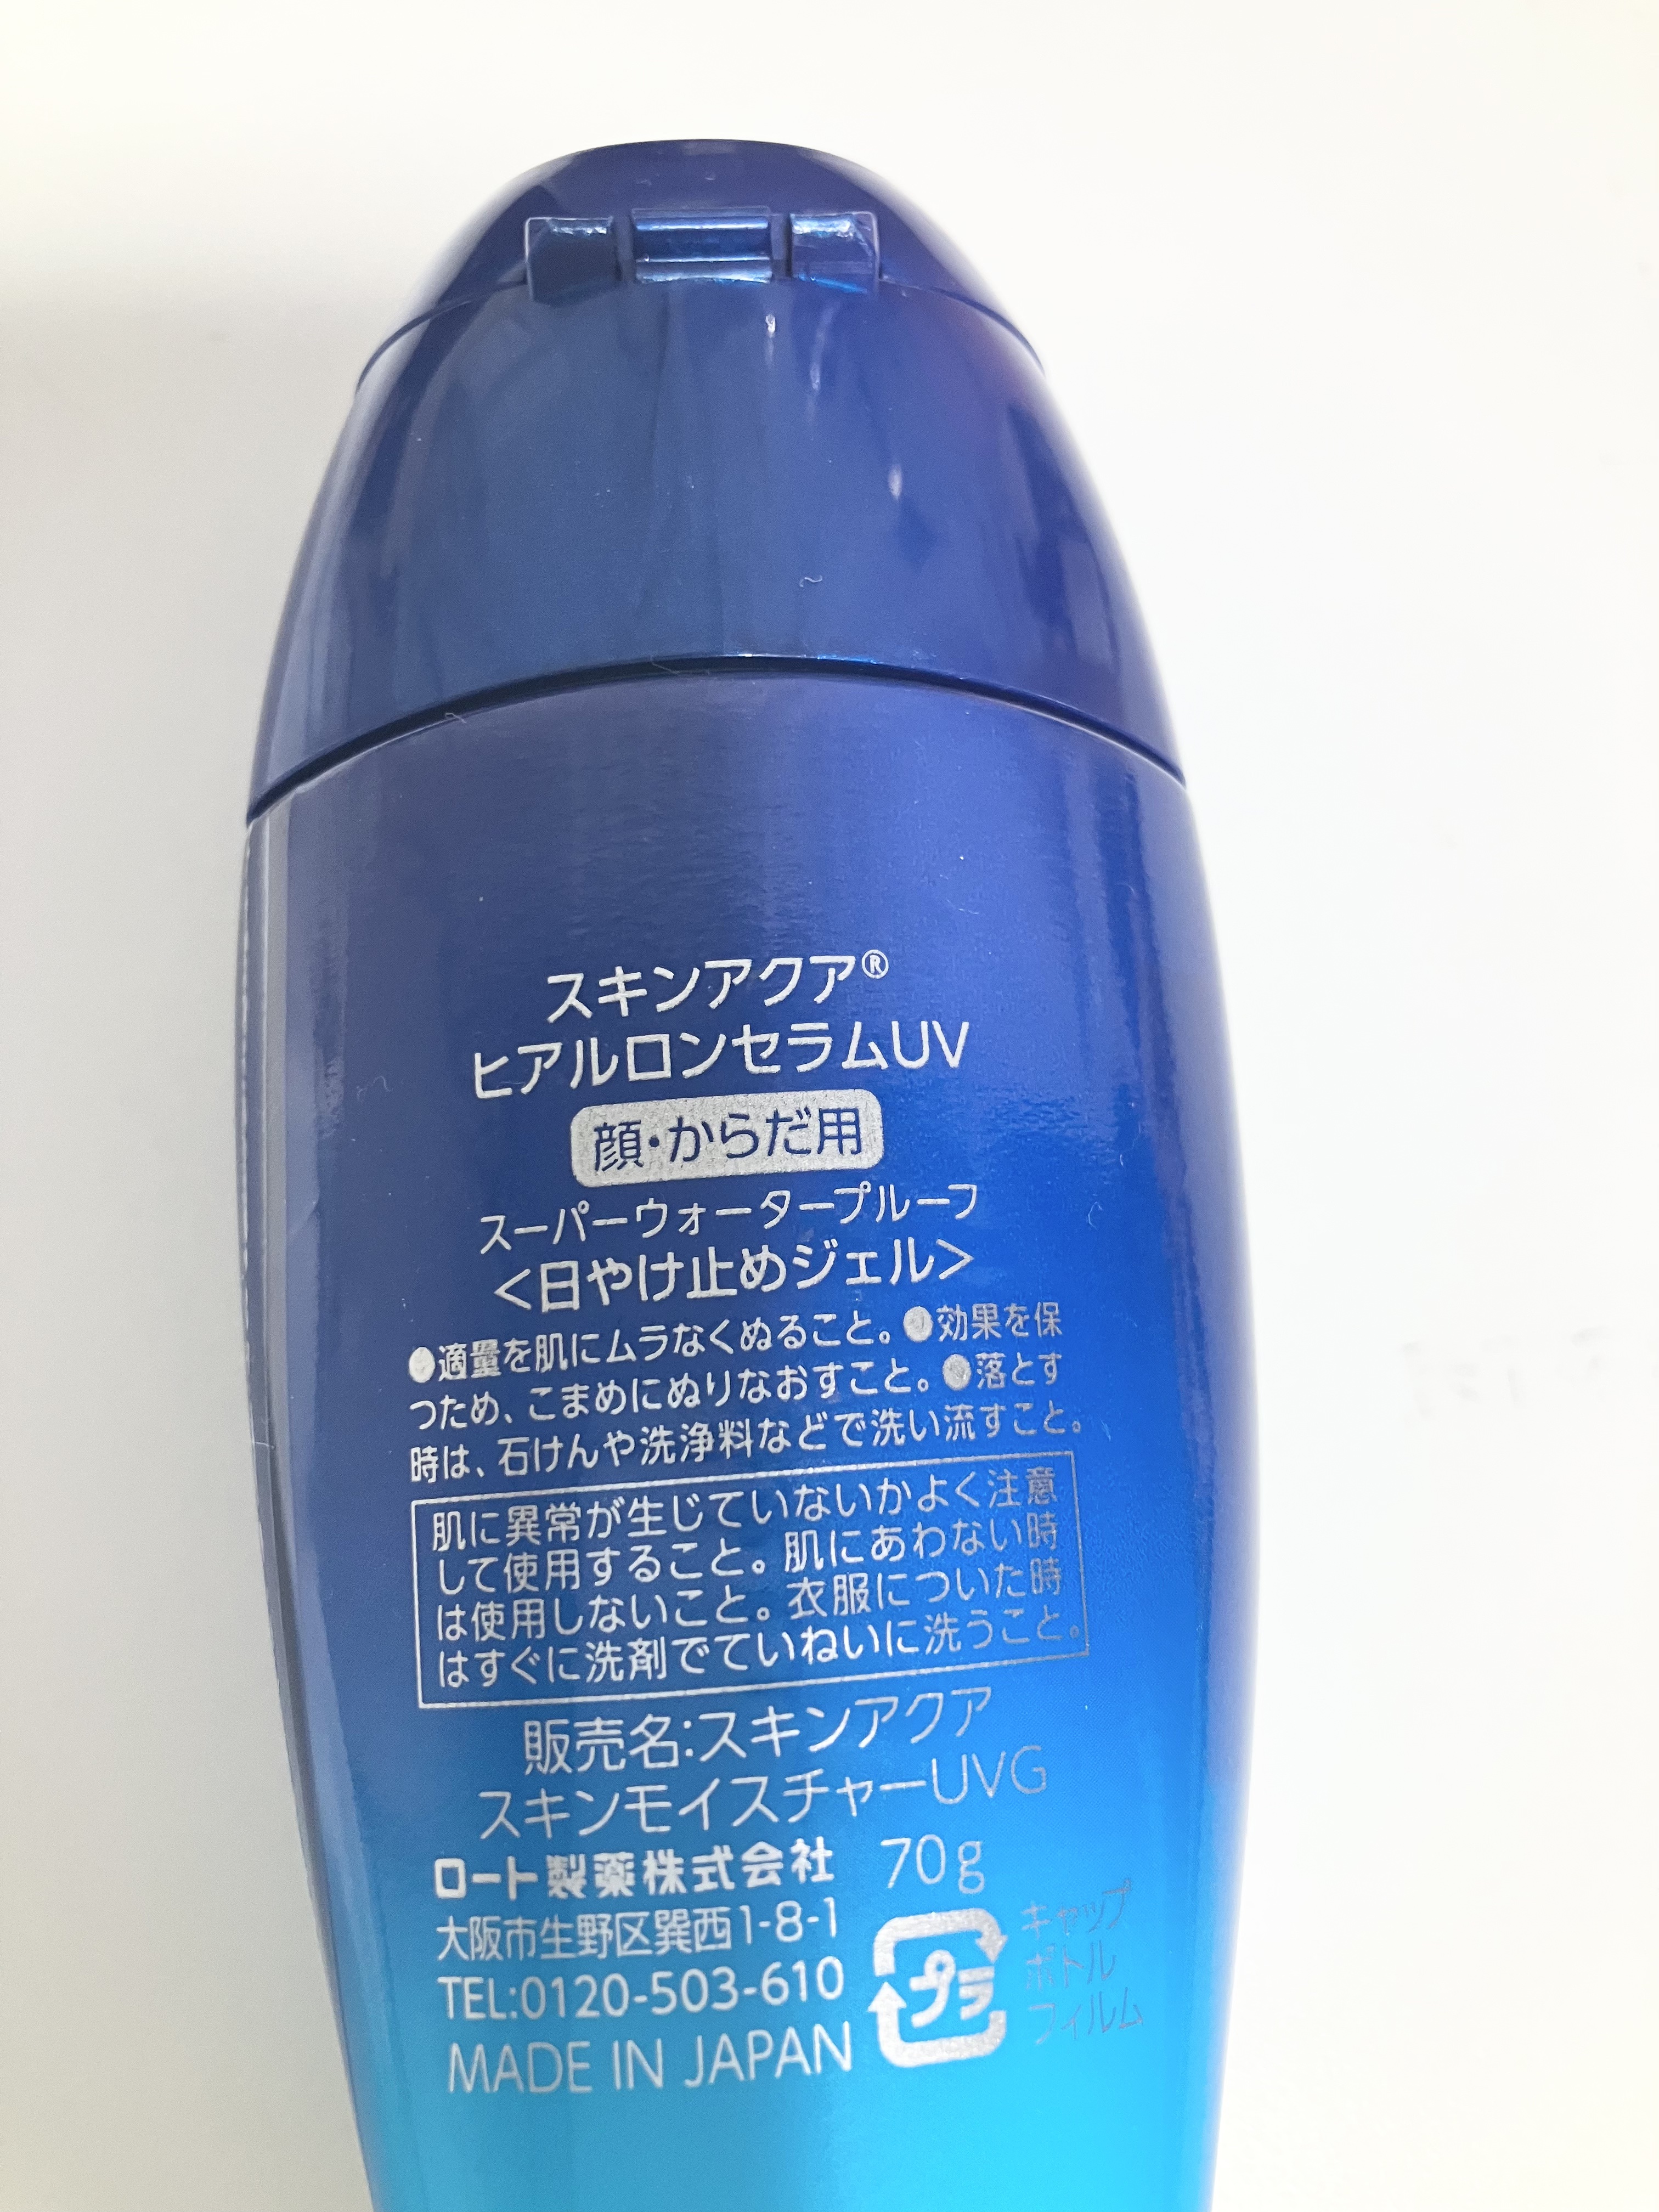 スキンアクア®
ヒアルロンセラムUV
顔・からだ用
スーパーウォータープルーフ
<日やけ止めジェル>
●適量を肌にムラなくぬること。●効果を保
つため、こまめにぬりなおすこと。●落とす
時は、石けんや洗浄料などで洗い流すこと。
肌に異常が生じていないかよく注意
して使用すること。肌にあわない時
は使用しないこと。衣服についた時
はすぐに洗剤でていねいに洗うこと。
販売名:スキンアクア
スキンモイスチャーUVG
ロート製薬株式会社 70g
大阪市生野区巽西1-8-1
TEL:0120-503-610
MADE IN JAPAN
プラ
キャップ
ボトル
フィルム